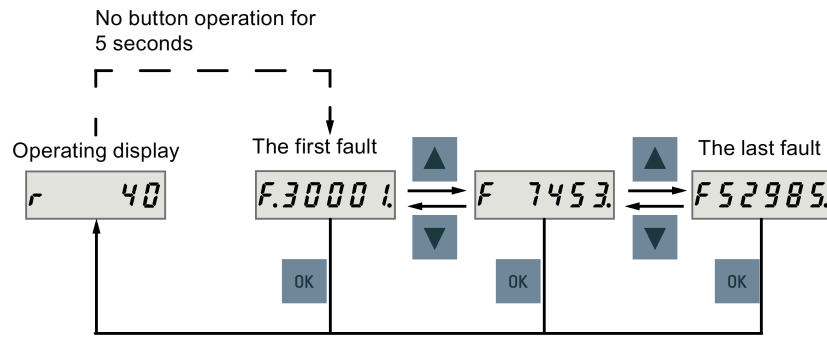 No button operation for
5 seconds
Operating display
The first fault
The last fault
r 40
F.30001.
F 7453.
F52985.
OK
OK
OK